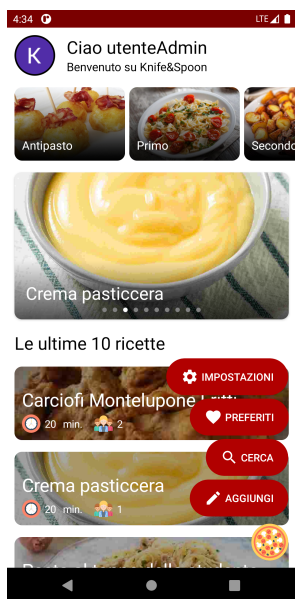 4:34 LTE
K
Ciao utenteAdmin
Benvenuto su Knife&Spoon
Antipasto Primo Secondo
Crema pasticcera
Le ultime 10 ricette
IMPOSTAZIONI
Carciofi Montelupone Fritti
20 min. 2
PREFERITI
CERCA
Crema pasticcera
20 min. 1
AGGIUNGI